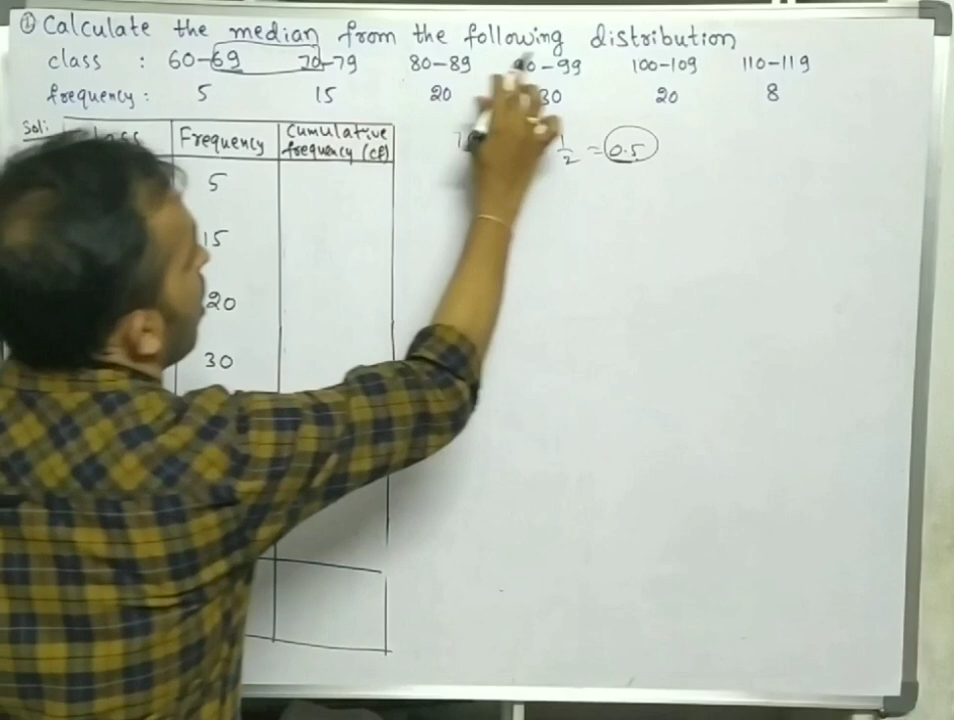 ① Calculate the median from the following distribution
class : 60-69 70-79 80-89 90-99 100-109 110-119
frequency : 5 15 20 30 20 8
Sol: Class Frequency Cumulative frequency (CF)
1/2 = 0.5
5
15
20
30